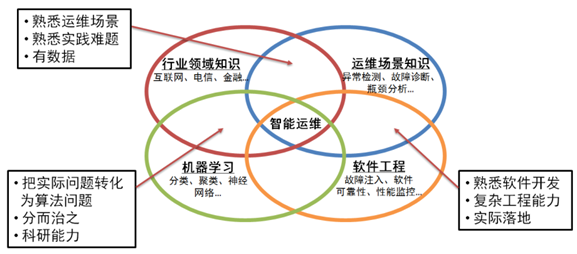 • 熟悉运维场景
• 熟悉实践难题
• 有数据
行业领域知识
互联网、电信、金融...
运维场景知识
异常检测、故障诊断、
瓶颈分析...
智能运维
机器学习
分类、聚类、神经
网络...
软件工程
故障注入、软件
可靠性、性能监控...
• 把实际问题转化
为算法问题
• 分而治之
• 科研能力
• 熟悉软件开发
• 复杂工程能力
• 实际落地